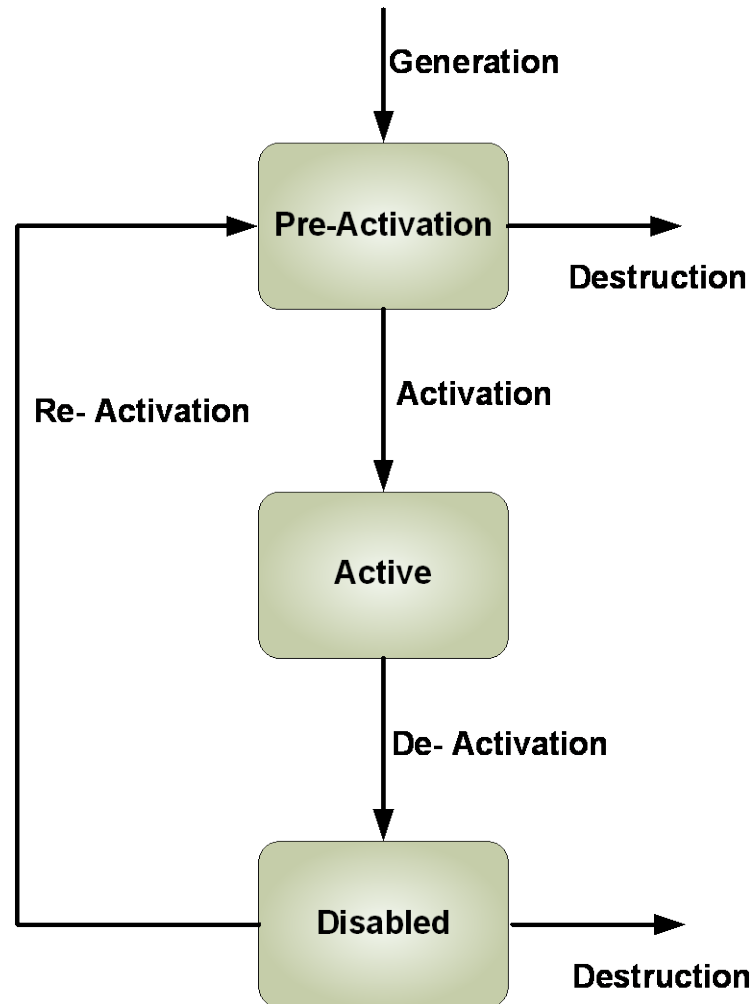 Generation
Pre-Activation
Destruction
Activation
Re- Activation
Active
De- Activation
Disabled
Destruction